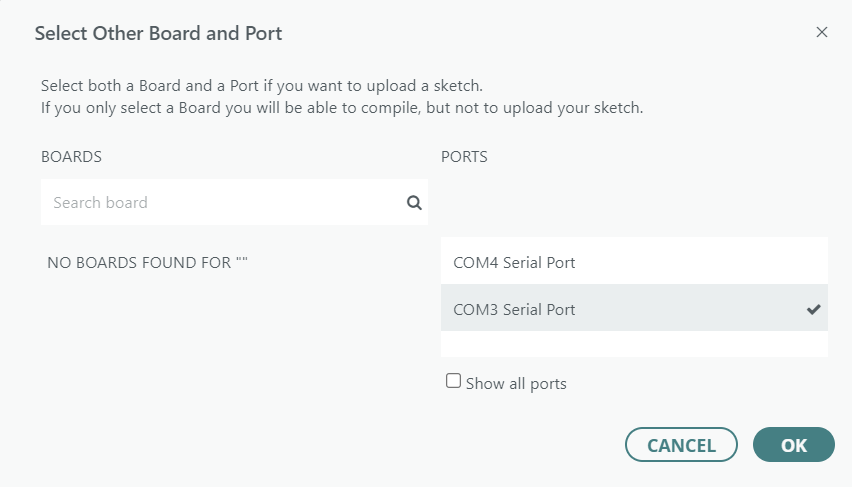 Select Other Board and Port
Select both a Board and a Port if you want to upload a sketch.
If you only select a Board you will be able to compile, but not to upload your sketch.
BOARDS
PORTS
Search board
NO BOARDS FOUND FOR ""
COM4 Serial Port
COM3 Serial Port
Show all ports
CANCEL
OK